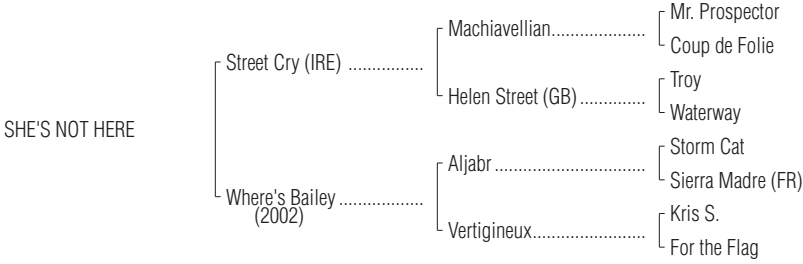 Mr. Prospector
Machiavellian....................
Coup de Folie
Street Cry (IRE) ................
Troy
Helen Street (GB) ..............
Waterway
SHE'S NOT HERE
Storm Cat
Aljabr ................................
Sierra Madre (FR)
Where's Bailey ..................
(2002)
Kris S.
Vertigineux........................
For the Flag